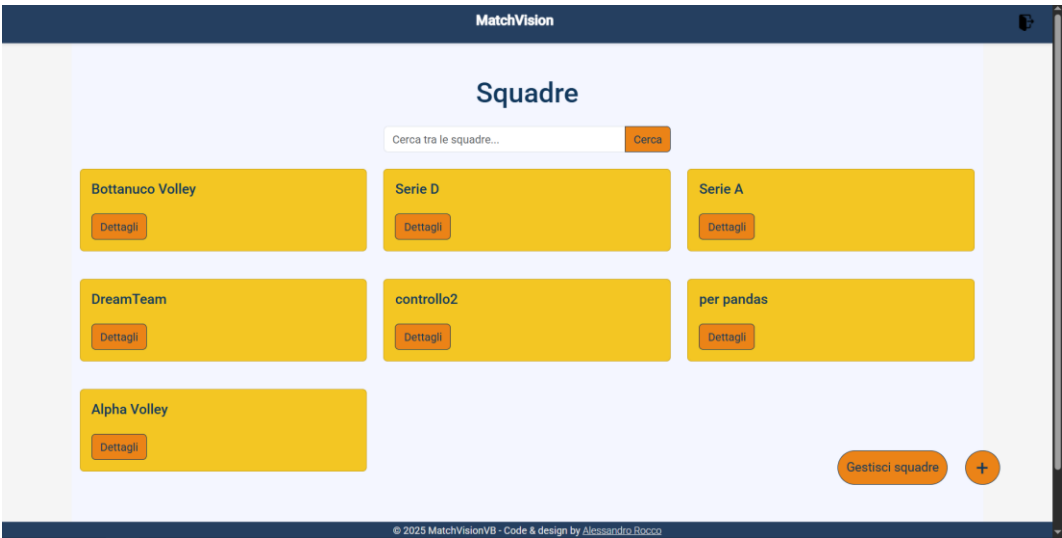 MatchVision
Squadre
Cerca tra le squadre...
Cerca
Bottanuco Volley
Dettagli
Serie D
Dettagli
Serie A
Dettagli
DreamTeam
Dettagli
controllo2
Dettagli
per pandas
Dettagli
Alpha Volley
Dettagli
Gestisci squadre
+
© 2025 MatchVisionVB - Code & design by Alessandro Rocco